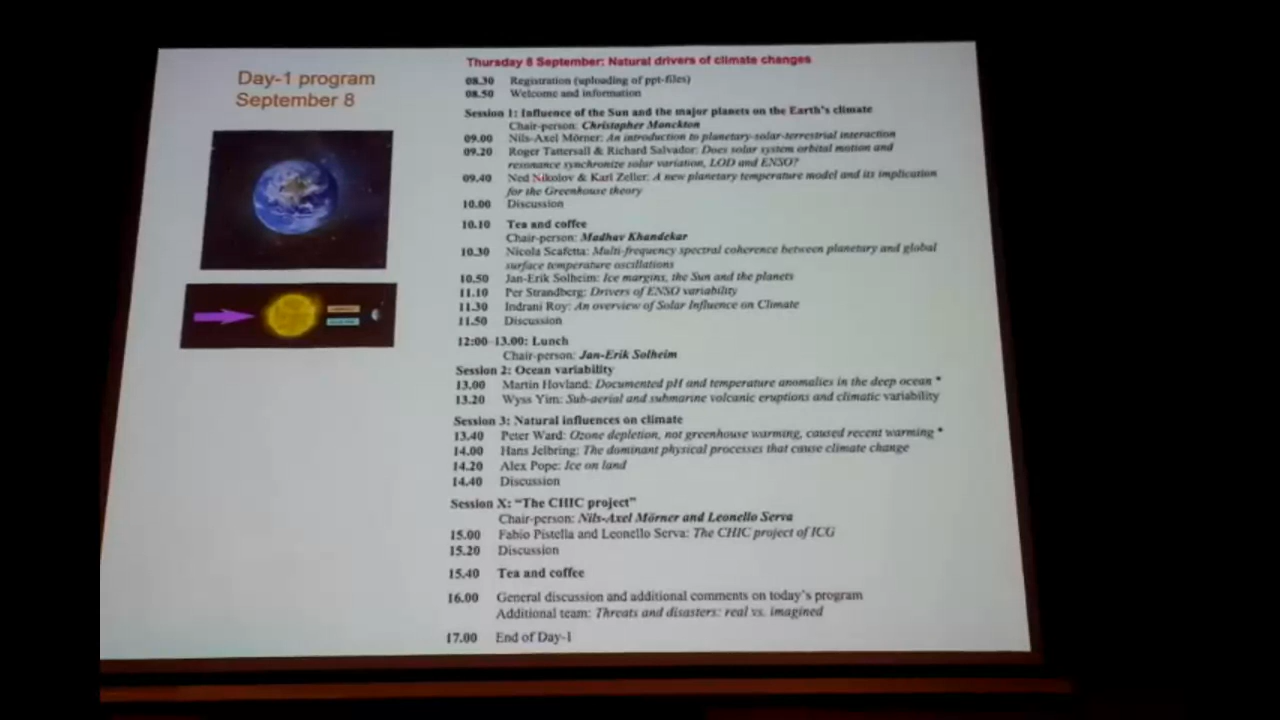 Day-1 program
September 8
Thursday 8 September: Natural drivers of climate changes
08.30 Registration (uploading of ppt-files)
08.50 Welcome and information
Session 1: Influence of the Sun and the major planets on the Earth's climate
Chair-person: Christopher Monckton
09.00 Nils-Axel Mörner: An introduction to planetary-solar-terrestrial interaction
09.20 Roger Tattersall & Richard Salvador: Does solar system orbital motion and
resonance synchronize solar variation, LOD and ENSO?
09.40 Ned Nikolov & Karl Zeller: A new planetary temperature model and its implication
for the Greenhouse theory
10.00 Discussion
10.10 Tea and coffee
Chair-person: Madhav Khandekar
10.30 Nicola Scafetta: Multi-frequency spectral coherence between planetary and global
surface temperature oscillations
10.50 Jan-Erik Solheim: Ice margins, the Sun and the planets
11.10 Per Strandberg: Drivers of ENSO variability
11.30 Indrani Roy: An overview of Solar Influence on Climate
11.50 Discussion
12:00-13.00: Lunch
Chair-person: Jan-Erik Solheim
Session 2: Ocean variability
13.00 Martin Hovland: Documented pH and temperature anomalies in the deep ocean *
13.20 Wyss Yim: Sub-aerial and submarine volcanic eruptions and climatic variability
Session 3: Natural influences on climate
13.40 Peter Ward: Ozone depletion, not greenhouse warming, caused recent warming *
14.00 Hans Jelbring: The dominant physical processes that cause climate change
14.20 Alex Pope: Ice on land
14.40 Discussion
Session X: "The CHIC project"
Chair-person: Nils-Axel Mörner and Leonello Serva
15.00 Fabio Pistella and Leonello Serva: The CHIC project of ICG
15.20 Discussion
15.40 Tea and coffee
16.00 General discussion and additional comments on today's program
Additional team: Threats and disasters: real vs. imagined
17.00 End of Day-1